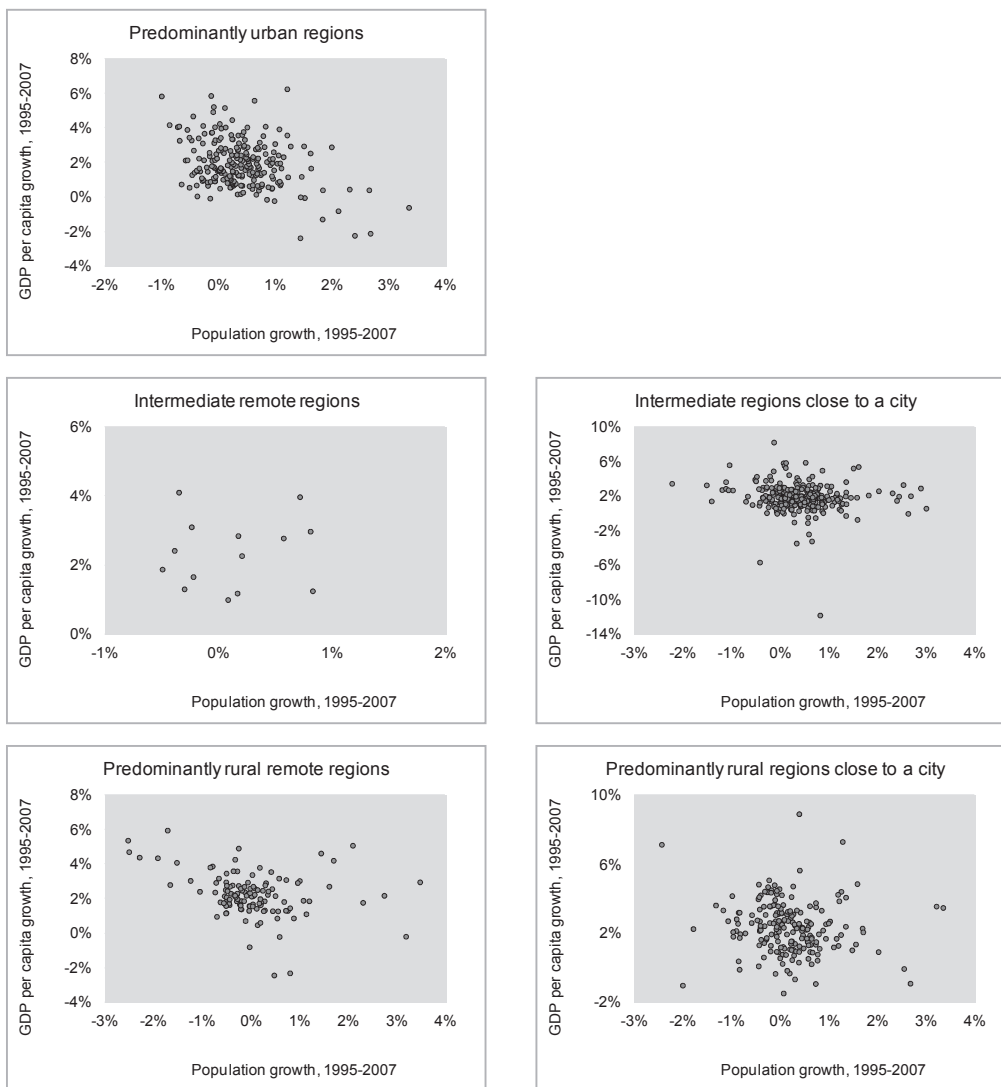 Predominantly urban regions
GDP per capita growth, 1995-2007
8%
6%
4%
2%
0%
-2%
-4%
-2% -1% 0% 1% 2% 3% 4%
Population growth, 1995-2007
Intermediate remote regions
GDP per capita growth, 1995-2007
6%
4%
2%
0%
-1% 0% 1% 2%
Population growth, 1995-2007
Intermediate regions close to a city
GDP per capita growth, 1995-2007
10%
6%
2%
-2%
-6%
-10%
-14%
-3% -2% -1% 0% 1% 2% 3% 4%
Population growth, 1995-2007
Predominantly rural remote regions
GDP per capita growth, 1995-2007
8%
6%
4%
2%
0%
-2%
-4%
-3% -2% -1% 0% 1% 2% 3% 4%
Population growth, 1995-2007
Predominantly rural regions close to a city
GDP per capita growth, 1995-2007
10%
6%
2%
-2%
-3% -2% -1% 0% 1% 2% 3% 4%
Population growth, 1995-2007